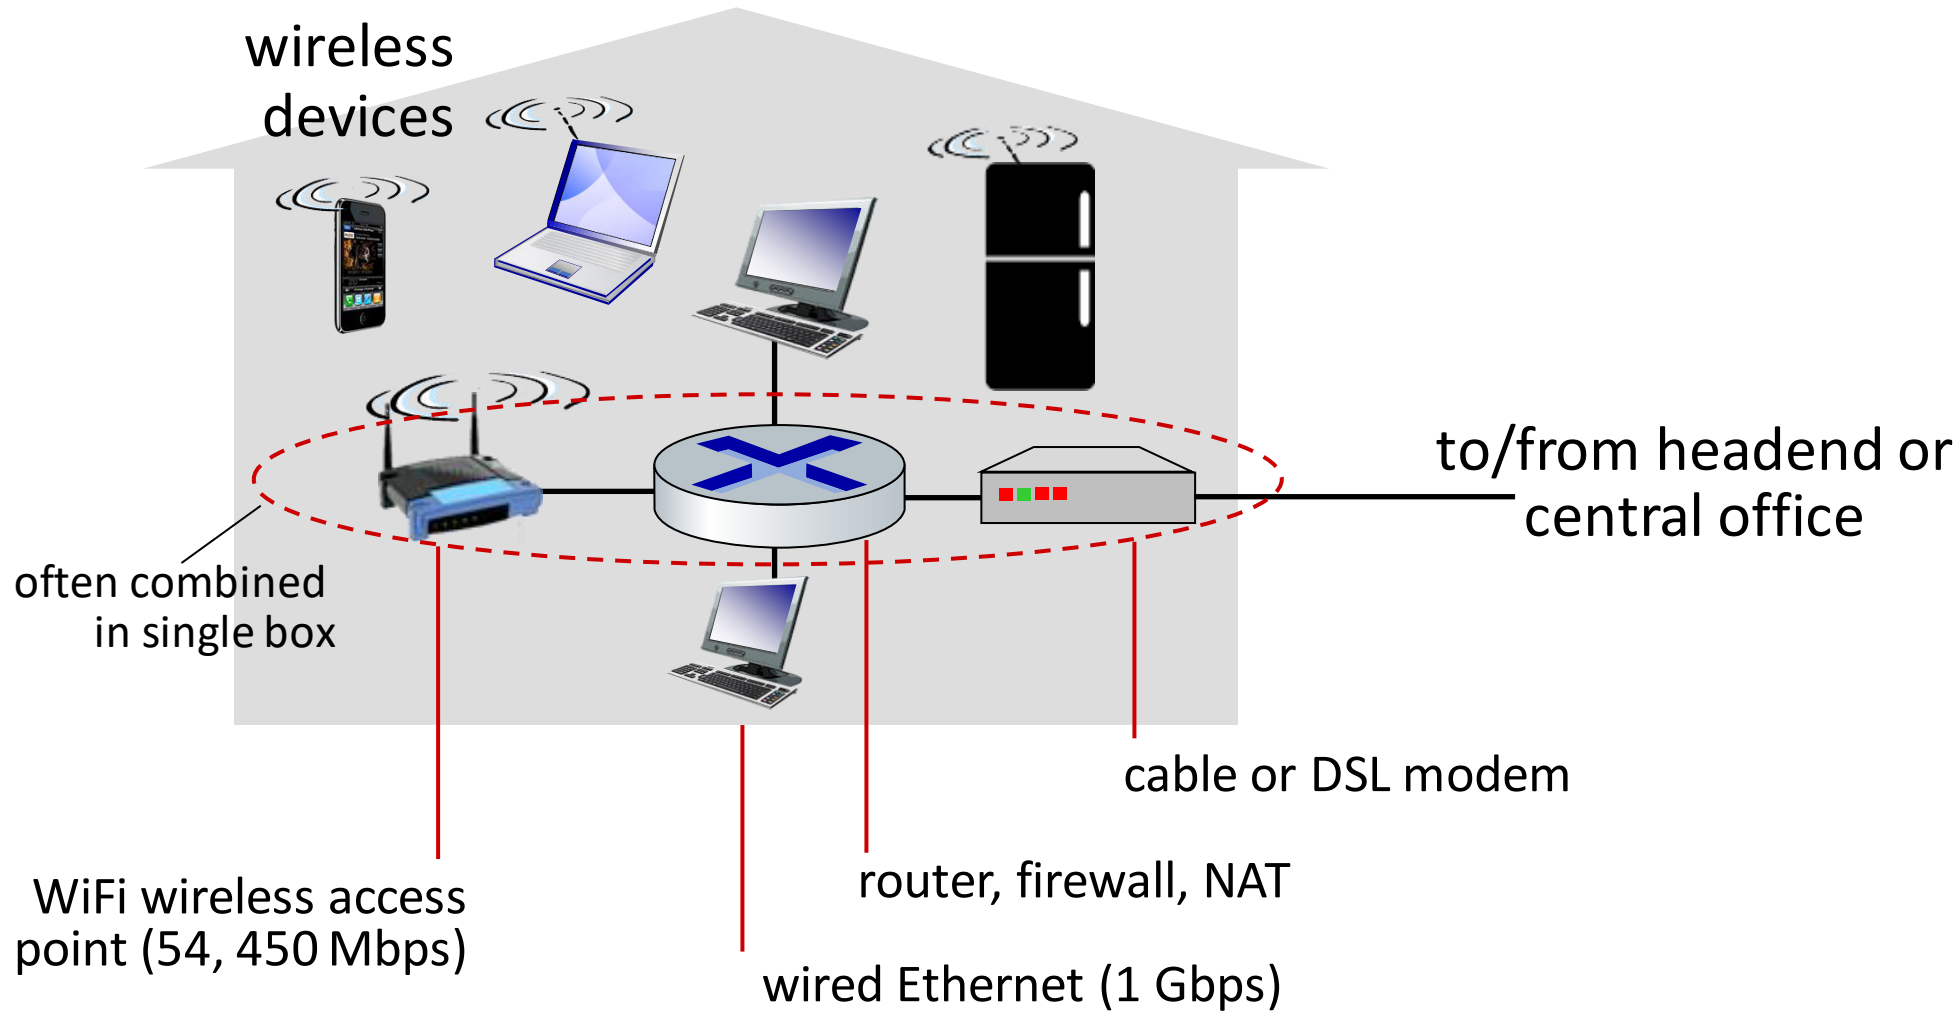 wireless
devices
to/from headend or
central office
often combined
in single box
cable or DSL modem
router, firewall, NAT
WiFi wireless access
point (54, 450 Mbps)
wired Ethernet (1 Gbps)